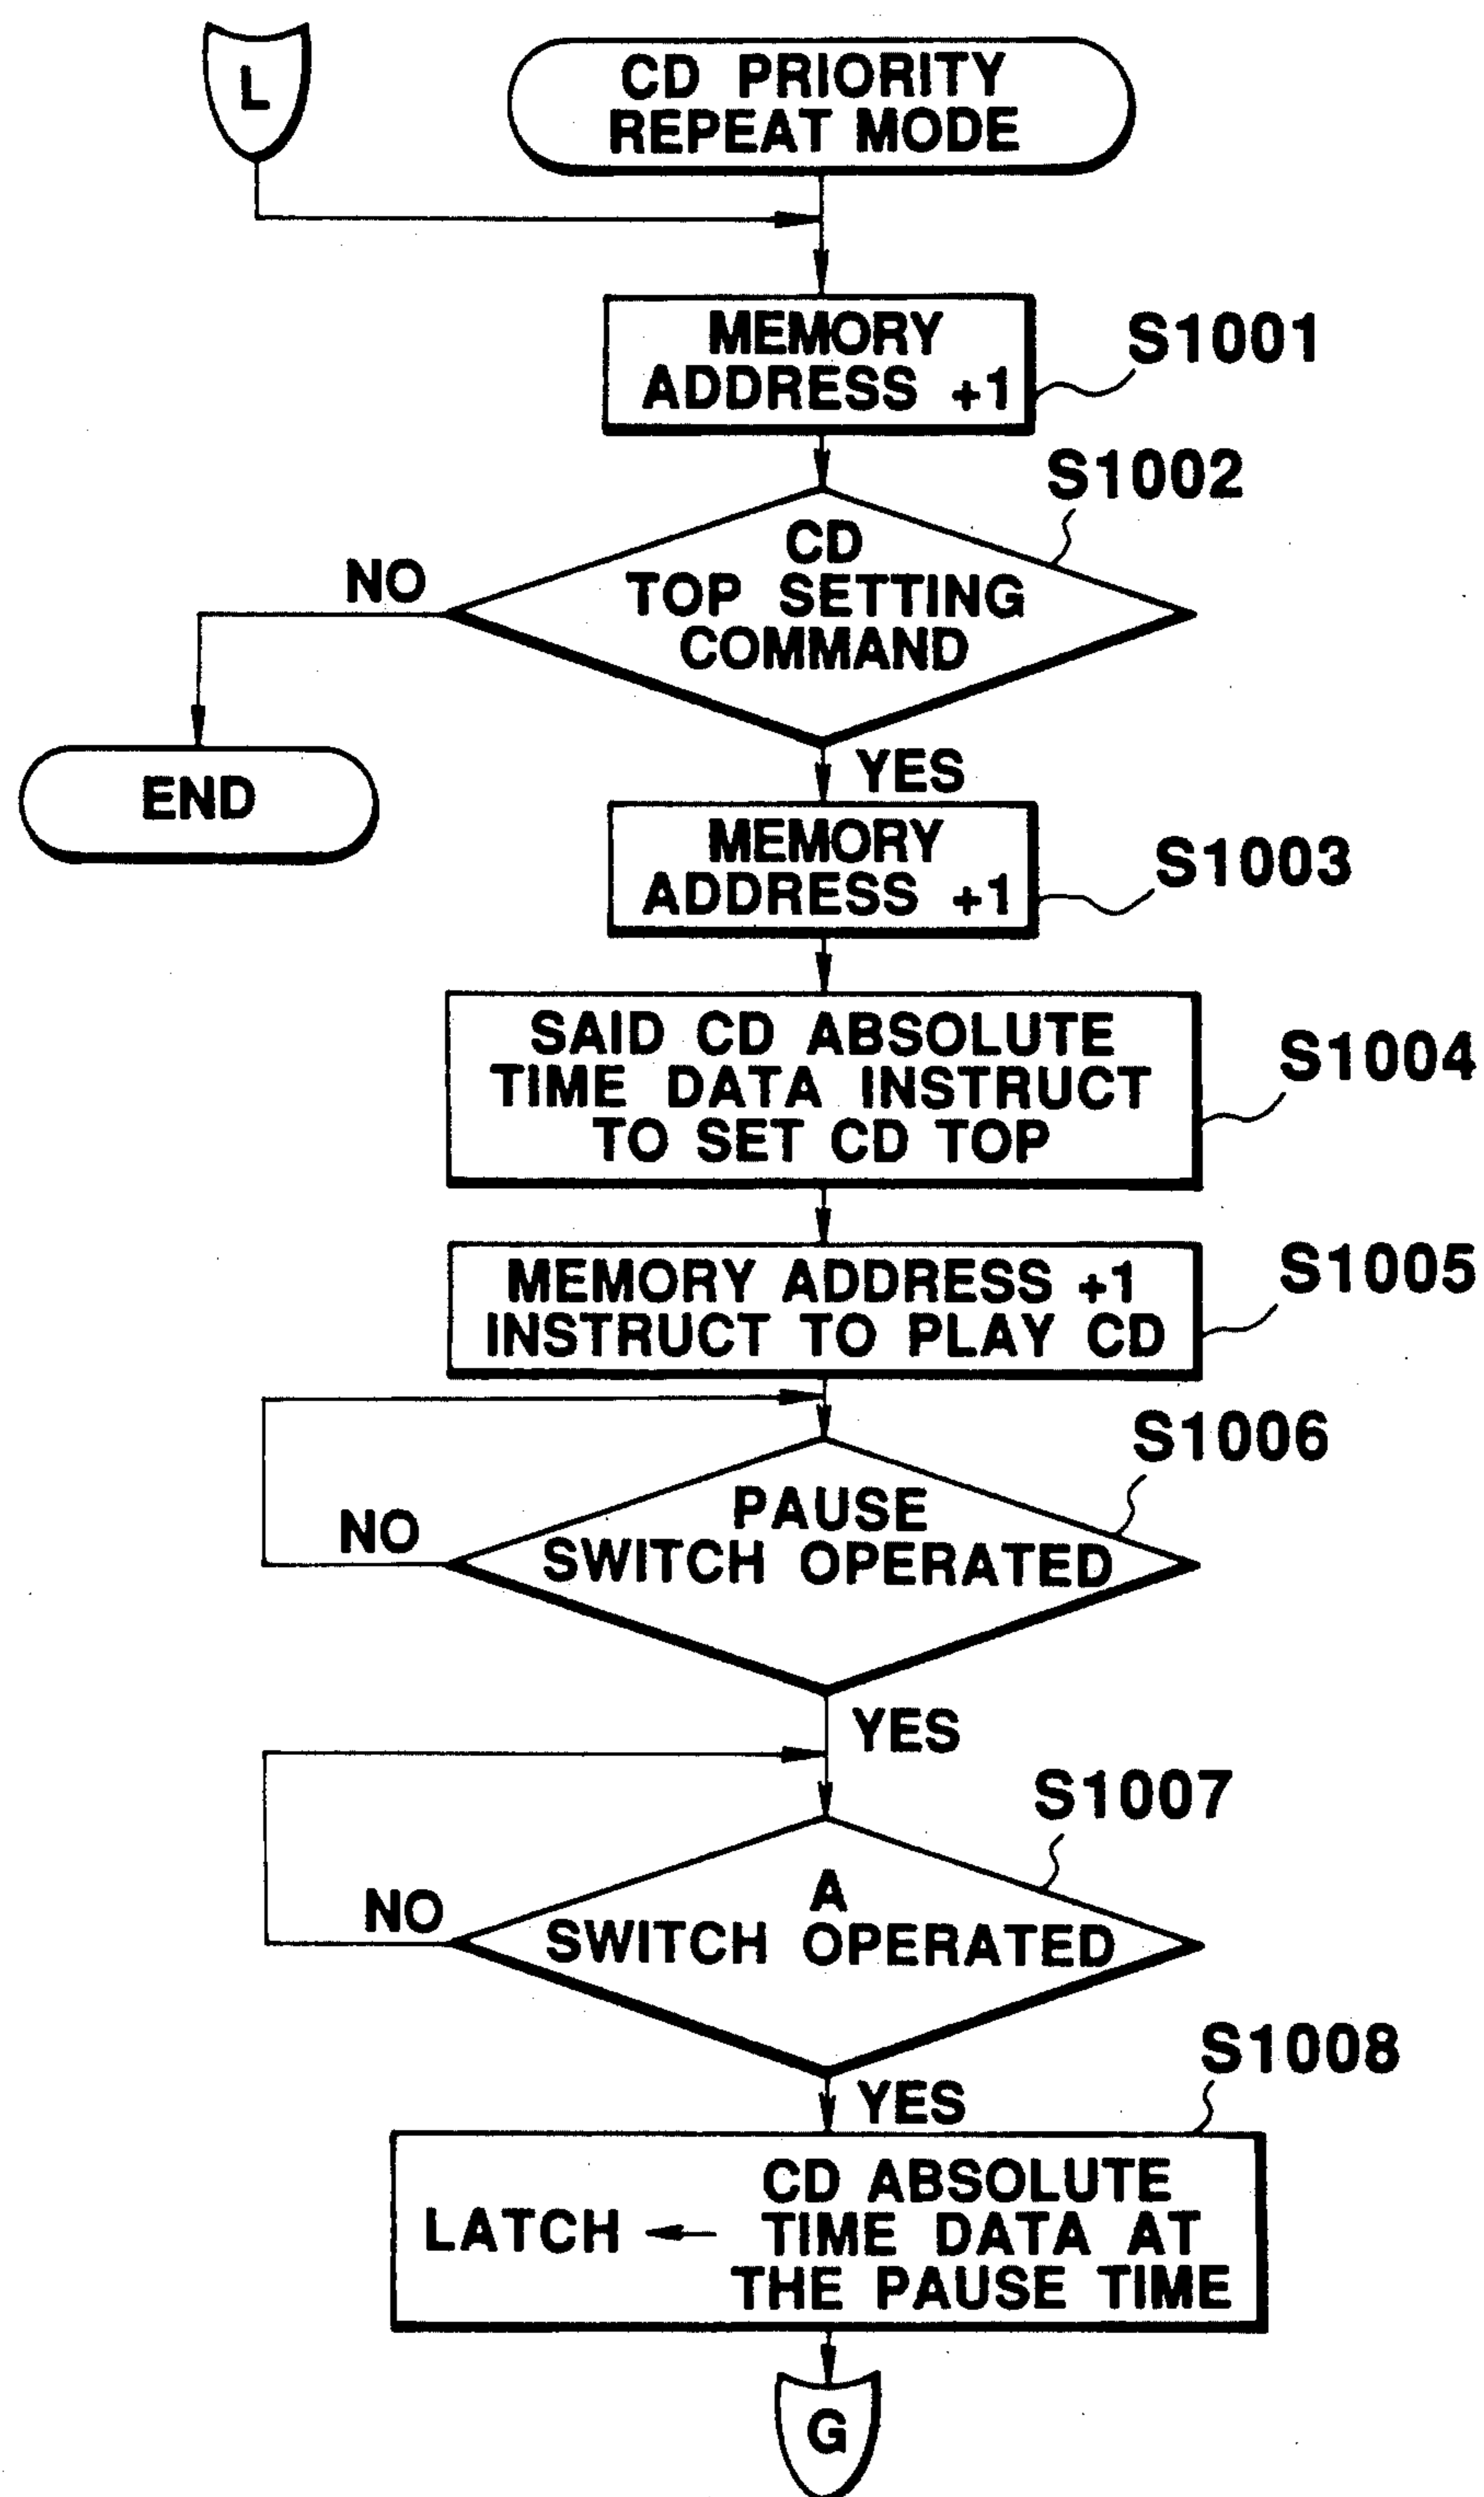 L
CD PRIORITY
REPEAT MODE
MEMORY
ADDRESS +1
S1001
S1002
CD
TOP SETTING
COMMAND
NO
END
YES
MEMORY
ADDRESS +1
S1003
SAID CD ABSOLUTE
TIME DATA INSTRUCT
TO SET CD TOP
S1004
MEMORY ADDRESS +1
INSTRUCT TO PLAY CD
S1005
S1006
PAUSE
SWITCH OPERATED
NO
YES
S1007
A
SWITCH OPERATED
NO
YES
S1008
CD ABSOLUTE
LATCH ← TIME DATA AT
THE PAUSE TIME
G